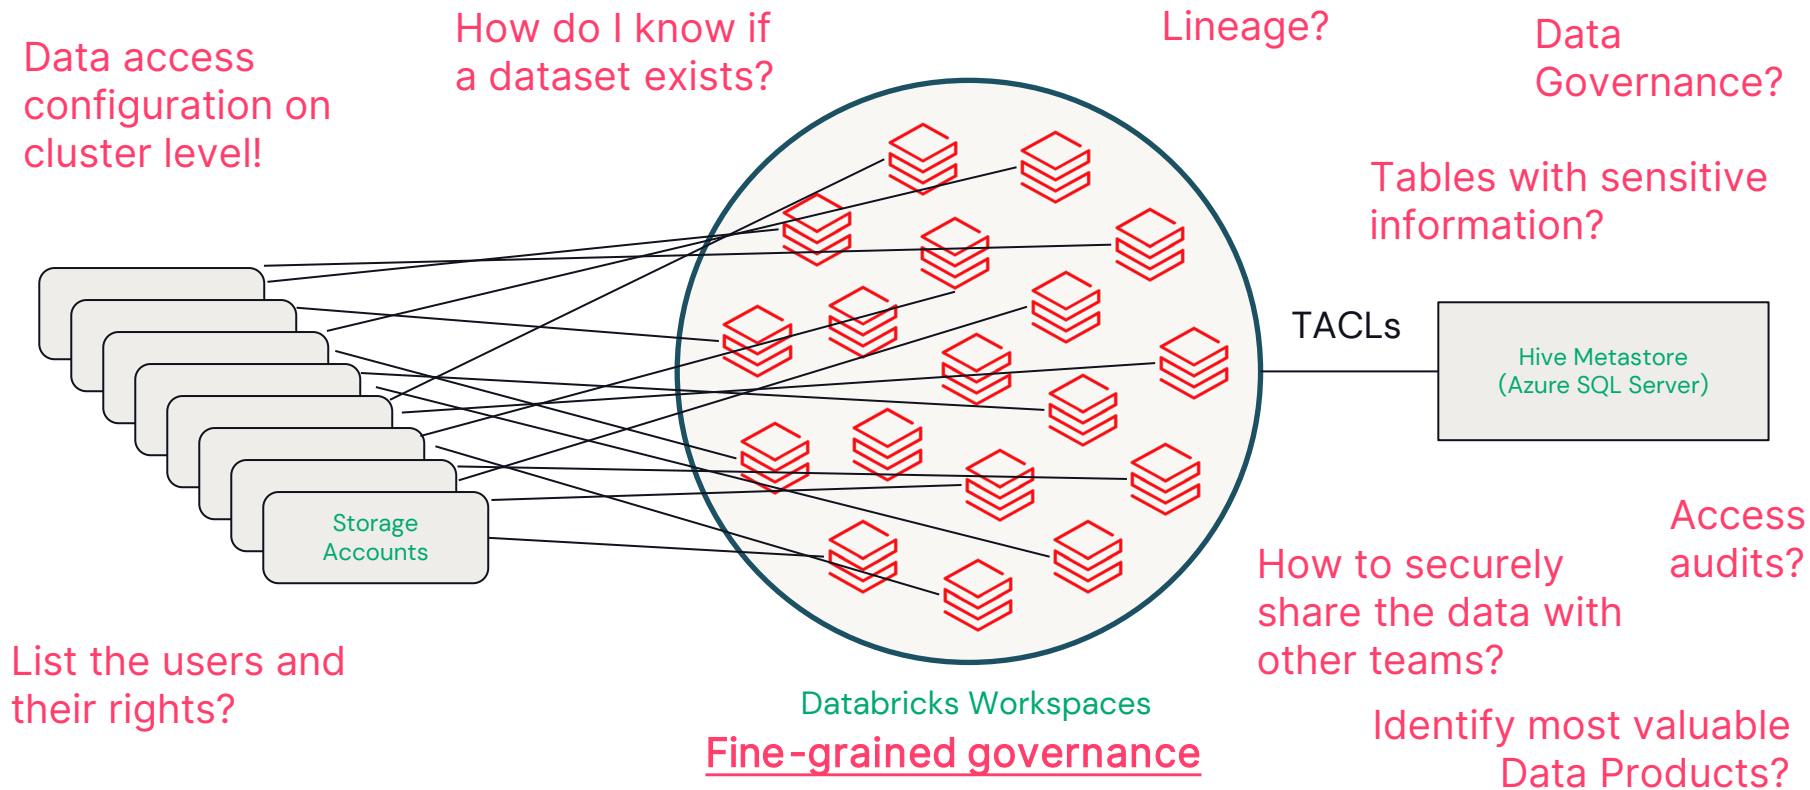 Data access
configuration on
cluster level!
How do I know if
a dataset exists?
Lineage?
Data
Governance?
Tables with sensitive
information?
TACLs
Hive Metastore
(Azure SQL Server)
Storage
Accounts
Access
audits?
How to securely
share the data with
other teams?
List the users and
their rights?
Databricks Workspaces
Fine-grained governance
Identify most valuable
Data Products?